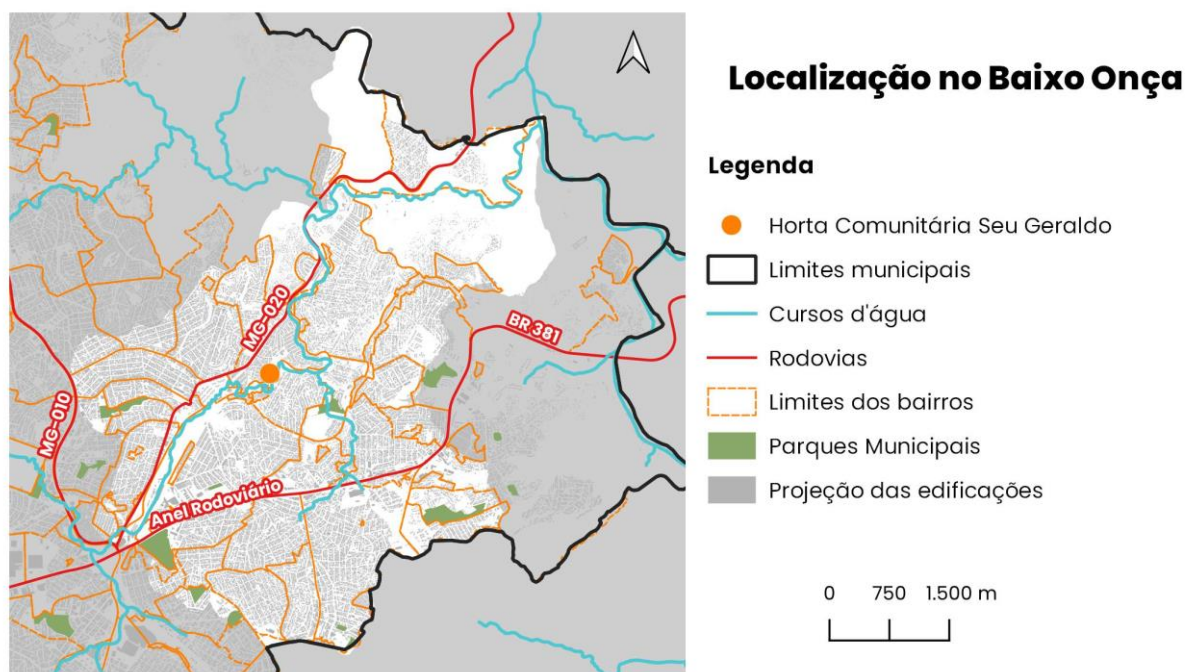 Localização no Baixo Onça
Legenda
Horta Comunitária Seu Geraldo
Limites municipais
Cursos d'água
Rodovias
Limites dos bairros
Parques Municipais
Projeção das edificações
0 750 1.500 m
MG-020
BR 381
MG-010
Anel Rodoviário